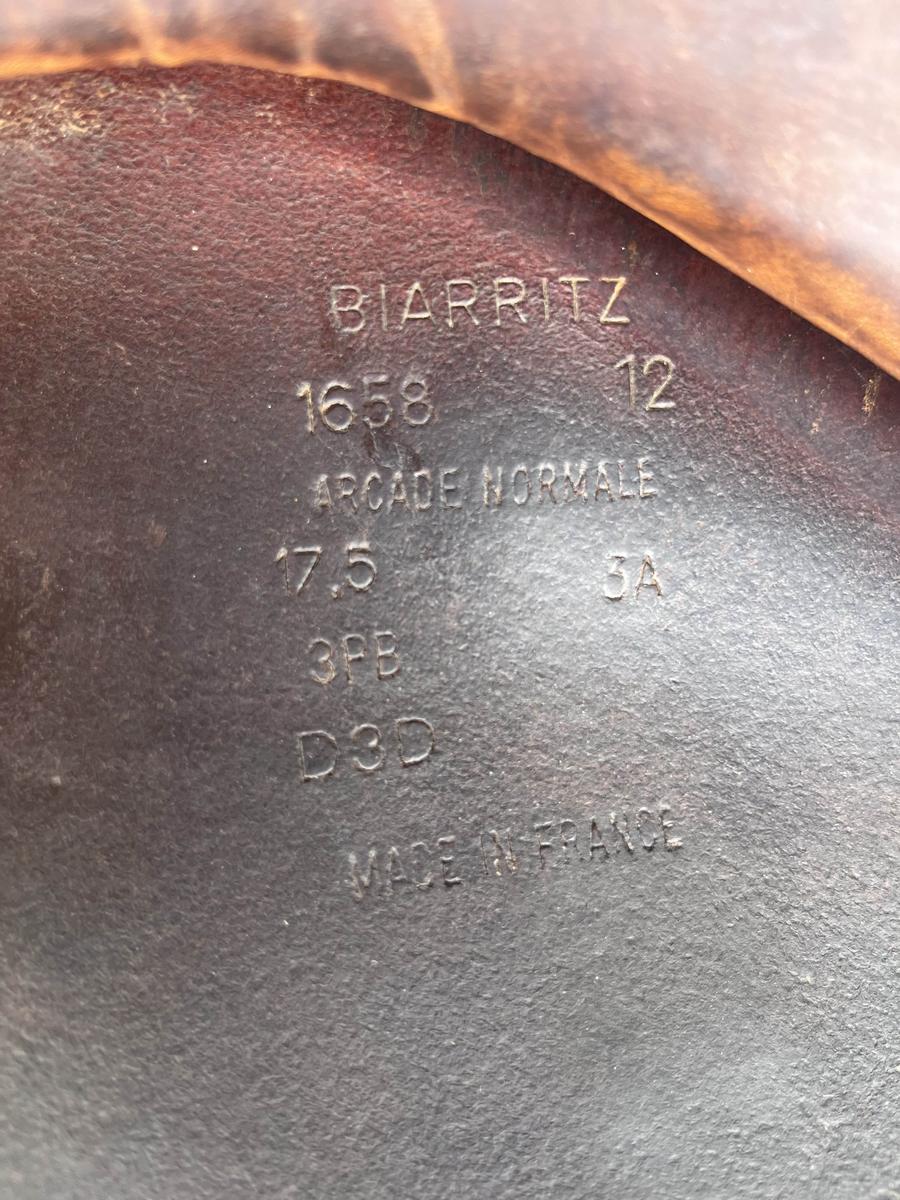 BIARRITZ
1658 12
ARCADE NORMALE
17,5 3A
3PB
D3D
MADE IN FRANCE